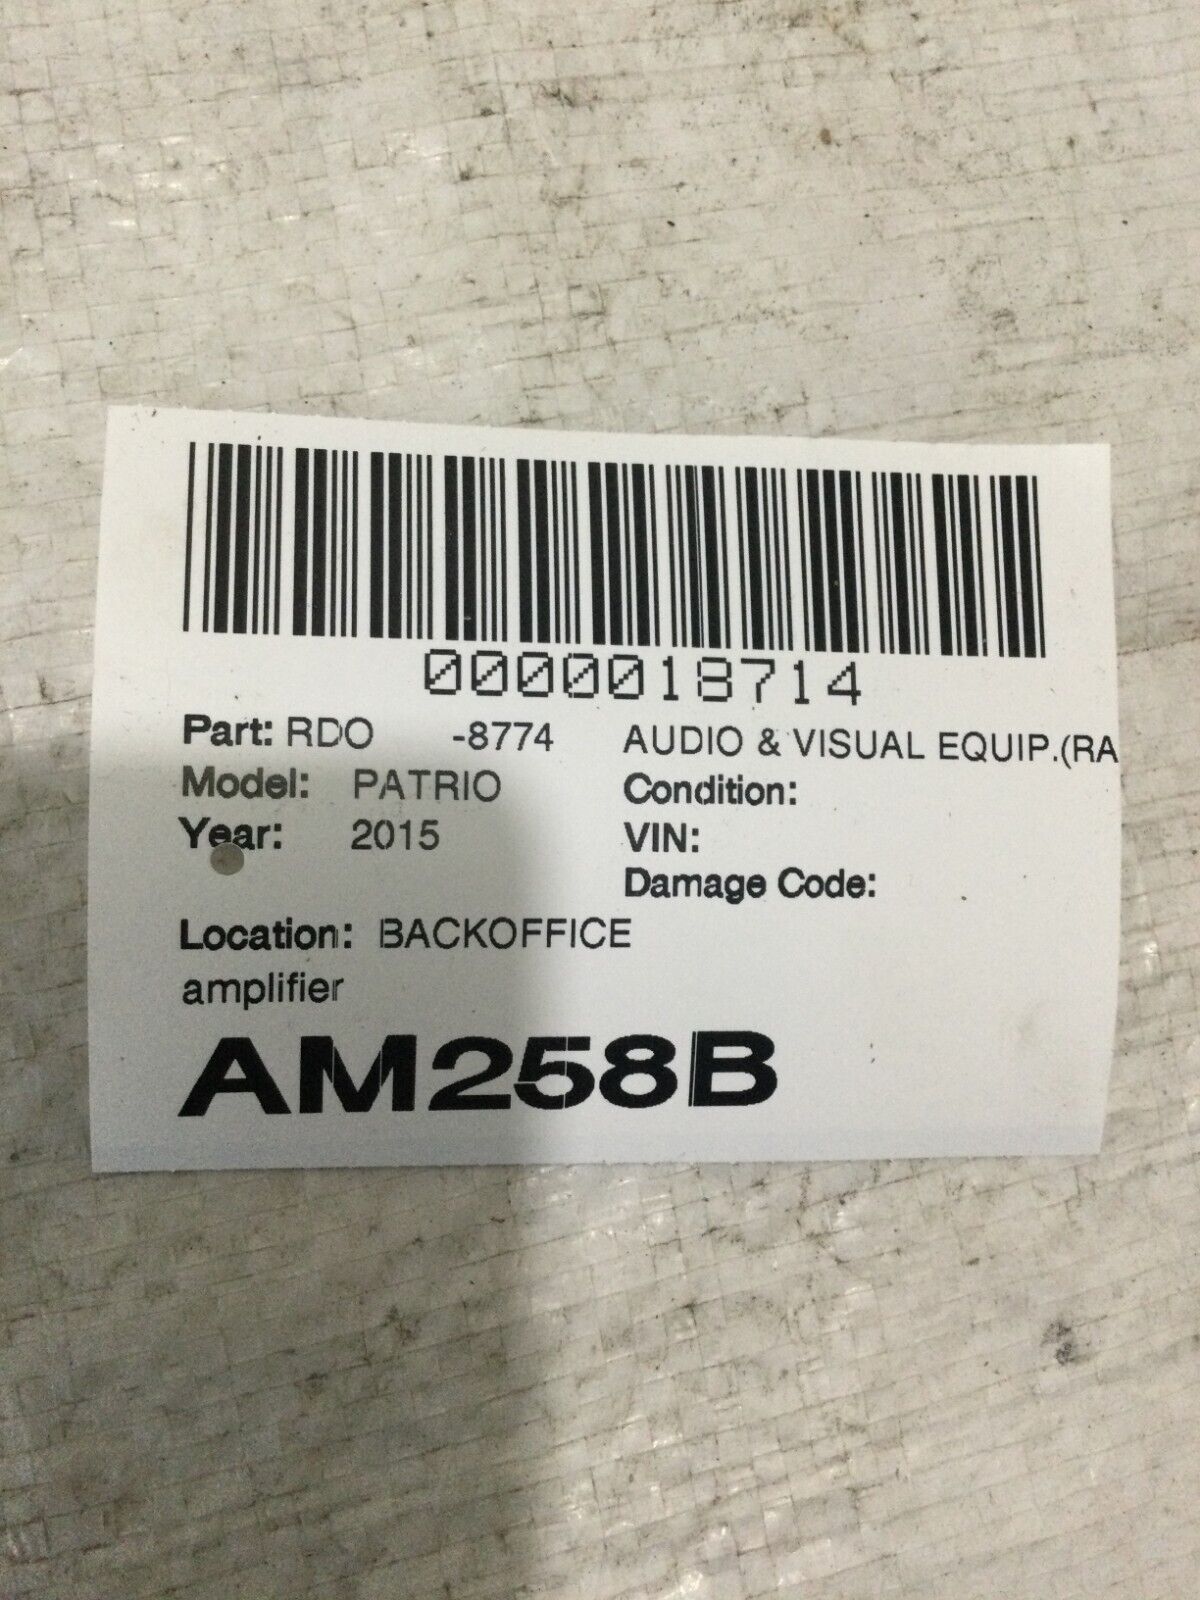 0000018714
Part: RDO -8774 AUDIO & VISUAL EQUIP.(RA
Model: PATRIO Condition:
Year: 2015 VIN:
Damage Code:
Location: BACKOFFICE
amplifier
AM258B